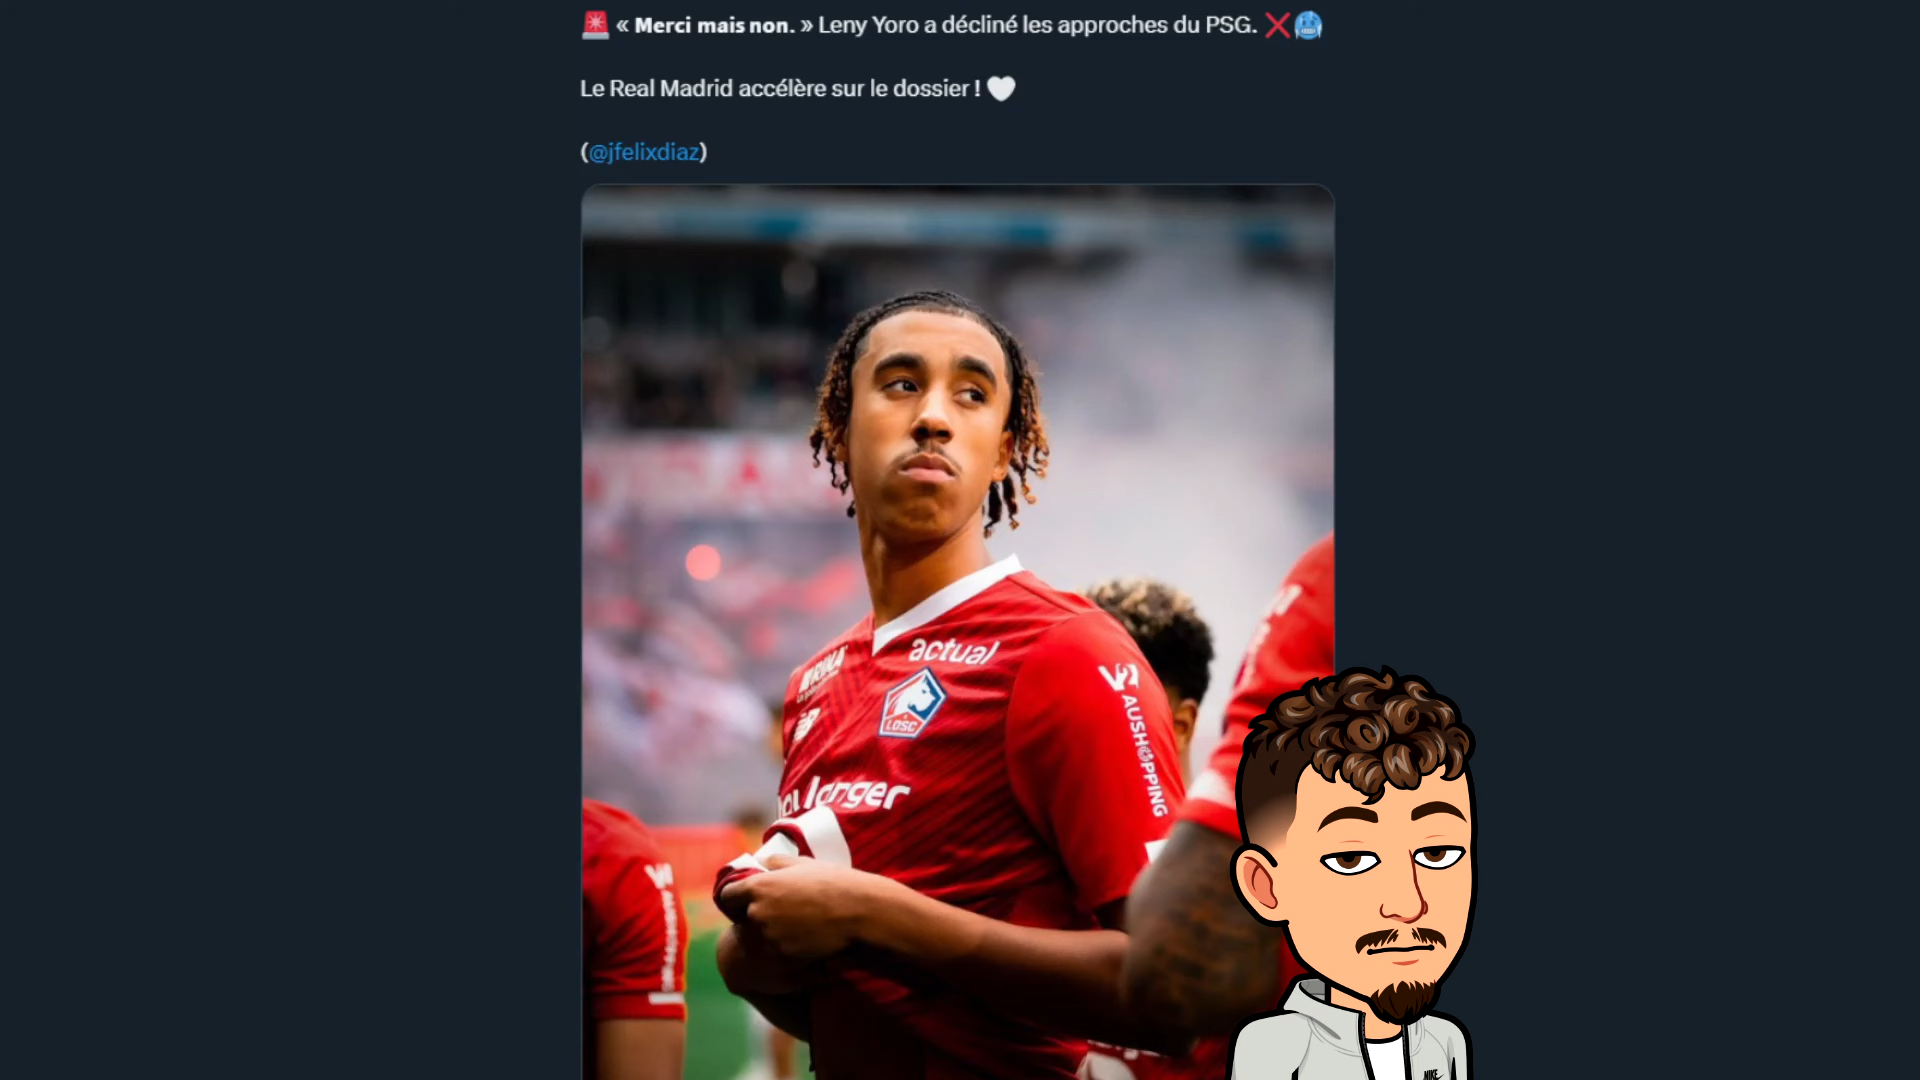 🚨 « Merci mais non. » Leny Yoro a décliné les approches du PSG. ❌🥶
Le Real Madrid accélère sur le dossier ! 🤍
(@jfelixdiaz)
actual
LOSC
AUSHOPPING
NIKE